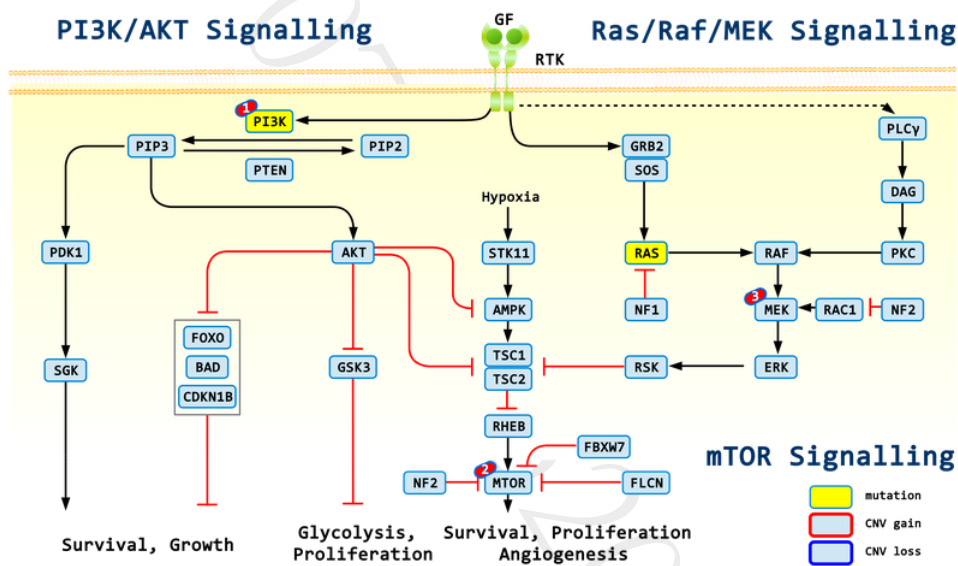 PI3K/AKT Signalling
GF
Ras/Raf/MEK Signalling
RTK
1
PI3K
PLCγ
PIP3
PIP2
GRB2
PTEN
SOS
DAG
Hypoxia
PDK1
AKT
STK11
RAS
RAF
PKC
3
FOXO
AMPK
NF1
MEK
RAC1
NF2
BAD
TSC1
SGK
GSK3
TSC2
RSK
ERK
CDKN1B
RHEB
FBXW7
mTOR Signalling
2
NF2
MTOR
FLCN
mutation
CNV gain
CNV loss
Survival, Growth
Glycolysis,
Proliferation
Survival, Proliferation
Angiogenesis